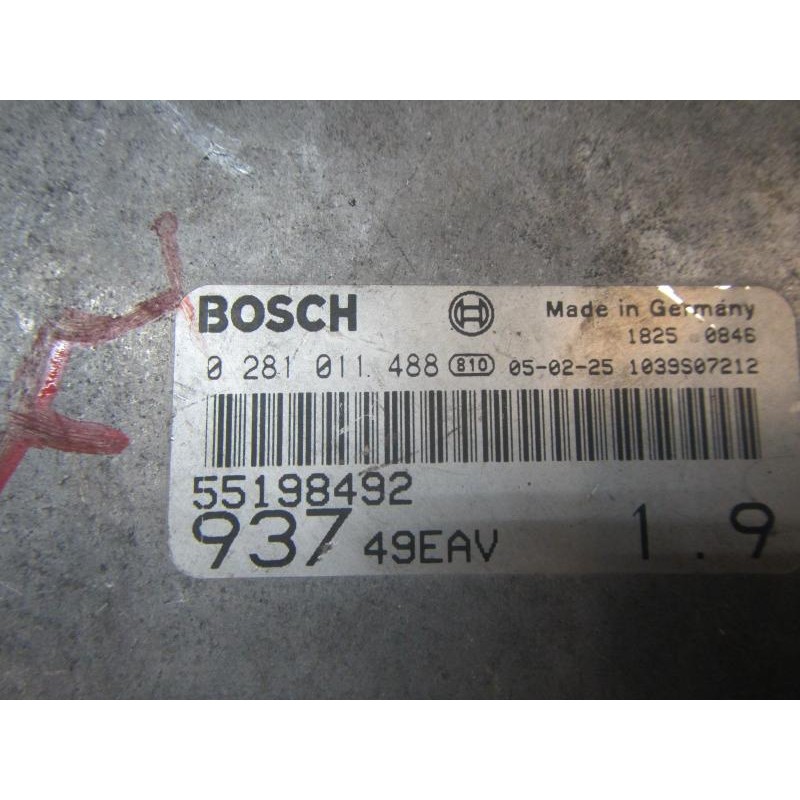 BOSCH Made in Germany
1825 0846
0 281 011 488 810 05-02-25 1039S07212
55198492
937 49EAV 1.9